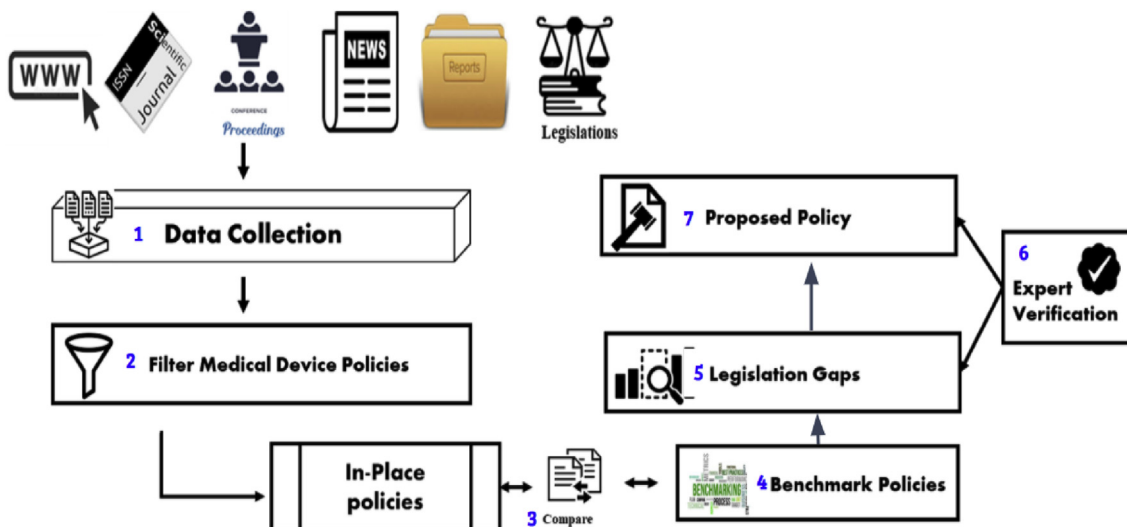 WWW
ISSN
Scientific
Journal
CONFERENCE
Proceedings
NEWS
Reports
Legislations
1 Data Collection
2 Filter Medical Device Policies
In-Place
policies
3 Compare
BENCHMARKING
PROCESS
4 Benchmark Policies
5 Legislation Gaps
6
Expert
Verification
7 Proposed Policy